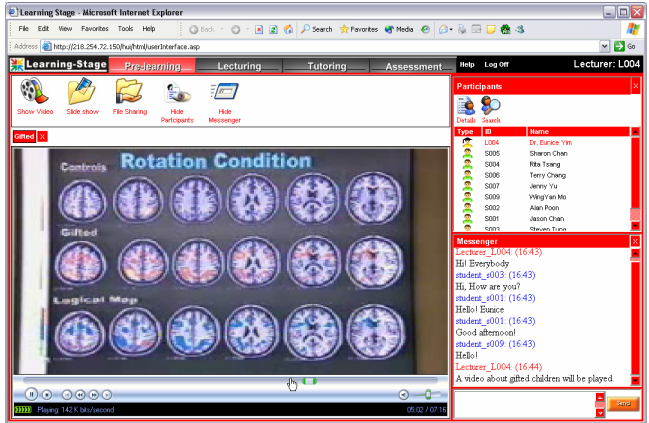 Learning Stage - Microsoft Internet Explorer
File Edit View Favorites Tools Help Back Search Favorites Media
Address http://218.254.72.150/hui/html/userInterface.asp Go
Learning-Stage Pre-learning Lecturing Tutoring Assessment Help Log Off Lecturer: L004
Show Video
Slide show
File Sharing
Hide Participants
Hide Messenger
Gifted X
Rotation Condition
Controls
Gifted
Logical Map
Playing: 142 K bits/second 05:02 / 07:16
Participants X
Details Search
Type ID Name
L004 Dr. Eunice Yim
S005 Sharon Chan
S004 Rita Tsang
S006 Terry Chang
S007 Jenny Yu
S009 WingYan Mo
S002 Alan Poon
S001 Jason Chan
S003 Steven Tung
Messenger X
Lecturer_L004: (16:43)
Hi! Everybody
student_s003: (16:43)
Hi, How are you?
student_s001: (16:43)
Hello! Eunice
student_s001: (16:43)
Good afternoon!
student_s009: (16:43)
Hello!
Lecturer_L004: (16:44)
A video about gifted children will be played.
Send